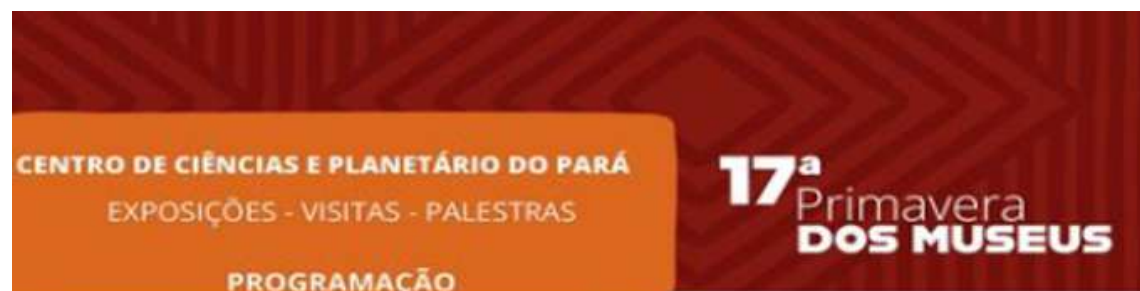 CENTRO DE CIÊNCIAS E PLANETÁRIO DO PARÁ
EXPOSIÇÕES - VISITAS - PALESTRAS
PROGRAMAÇÃO
17ª
Primavera
DOS MUSEUS